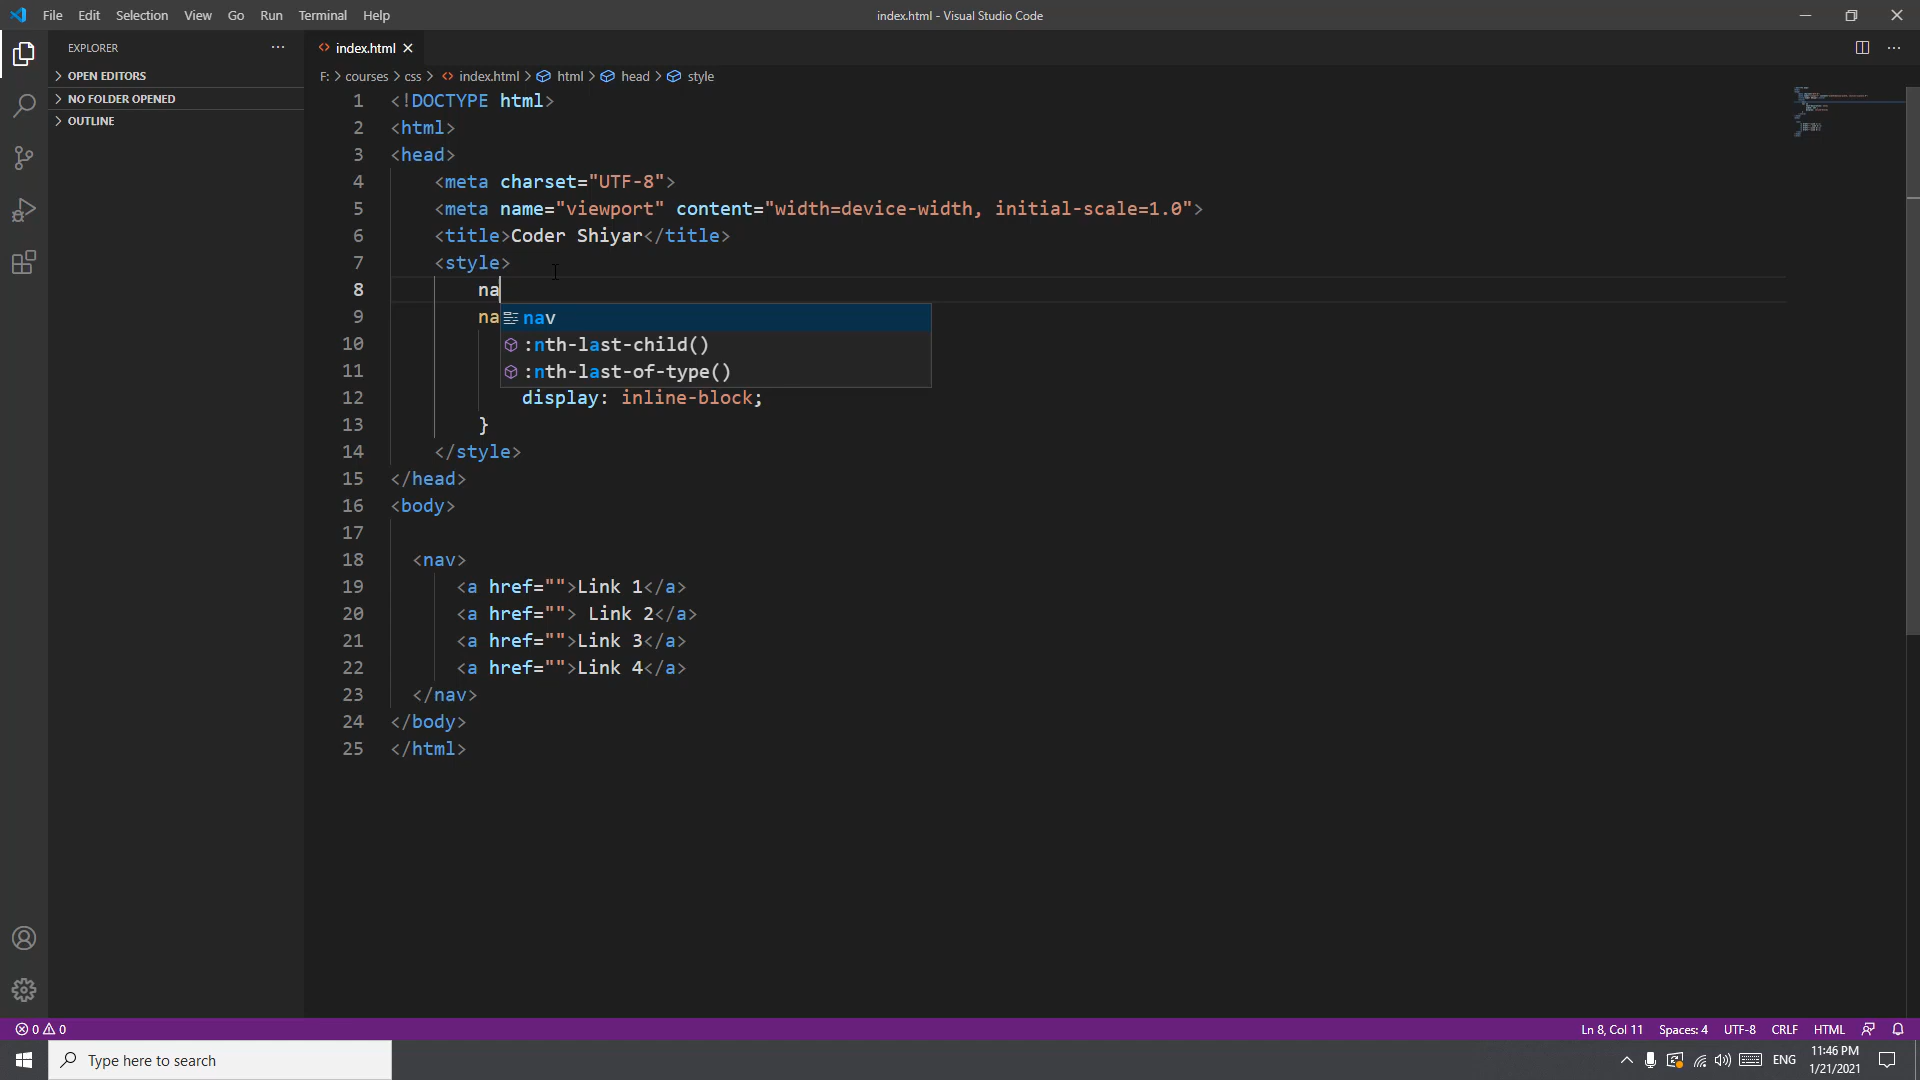 File Edit Selection View Go Run Terminal Help
index.html - Visual Studio Code
EXPLORER
index.html
OPEN EDITORS
NO FOLDER OPENED
OUTLINE
F: > courses > css > index.html > html > head > style
1 <!DOCTYPE html>
2 <html>
3 <head>
4 <meta charset="UTF-8">
5 <meta name="viewport" content="width=device-width, initial-scale=1.0">
6 <title>Coder Shiyar</title>
7 <style>
8 na
9 na
nav
10
:nth-last-child()
11
:nth-last-of-type()
12 display: inline-block;
13 }
14 </style>
15 </head>
16 <body>
17
18 <nav>
19 <a href="">Link 1</a>
20 <a href=""> Link 2</a>
21 <a href="">Link 3</a>
22 <a href="">Link 4</a>
23 </nav>
24 </body>
25 </html>
0 0
Ln 8, Col 11 Spaces: 4 UTF-8 CRLF HTML
Type here to search
ENG
11:46 PM
1/21/2021